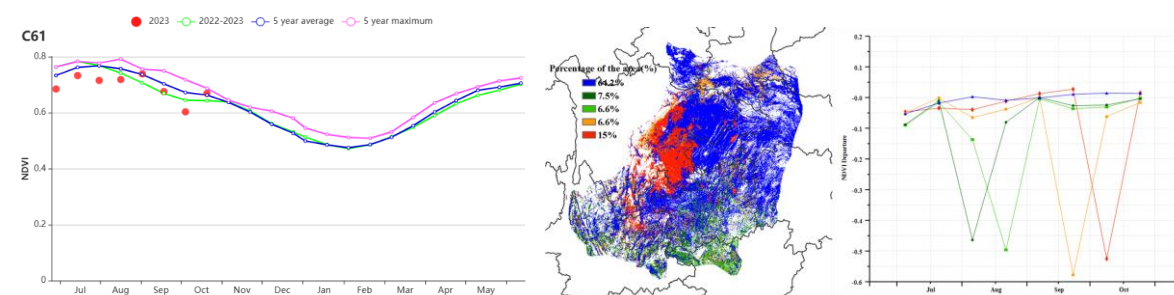 2023 2022-2023 5 year average 5 year maximum
C61
0.8
0.6
0.4
0.2
0
NDVI
Jul Aug Sep Oct Nov Dec Jan Feb Mar Apr May
Percentage of the area(%)
64.2%
7.5%
6.6%
6.6%
15%
0.2
0.1
-0.0
-0.1
-0.2
-0.3
-0.4
-0.5
-0.6
NDVI Departure
Jul Aug Sep Oct